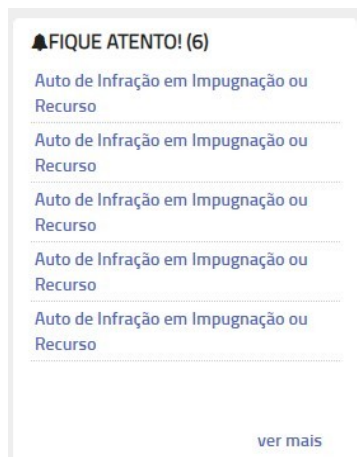 FIQUE ATENTO! (6)
Auto de Infração em Impugnação ou
Recurso
Auto de Infração em Impugnação ou
Recurso
Auto de Infração em Impugnação ou
Recurso
Auto de Infração em Impugnação ou
Recurso
Auto de Infração em Impugnação ou
Recurso
ver mais